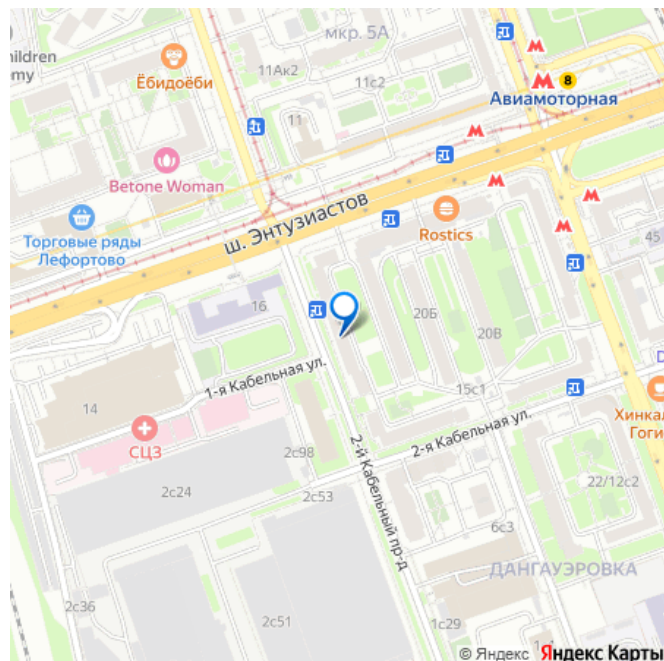 мкр. 5А
hildren
emy
Ёбидоёби
11Ак2
11с2
8
Авиамоторная
11
Betone Woman
ш. Энтузиастов
Rostics
Торговые ряды
Лефортово
45
16
20Б
20В
1-я Кабельная ул.
15с1
D
14
СЦЗ
2-я Кабельная ул.
Хинкал
Гоги
2с98
2-й Кабельный пр-д
22/12с2
2с24
2с53
6с3
ДАНГАУЭРОВКА
2с36
2с51
1с29
© Яндекс Яндекс Карты